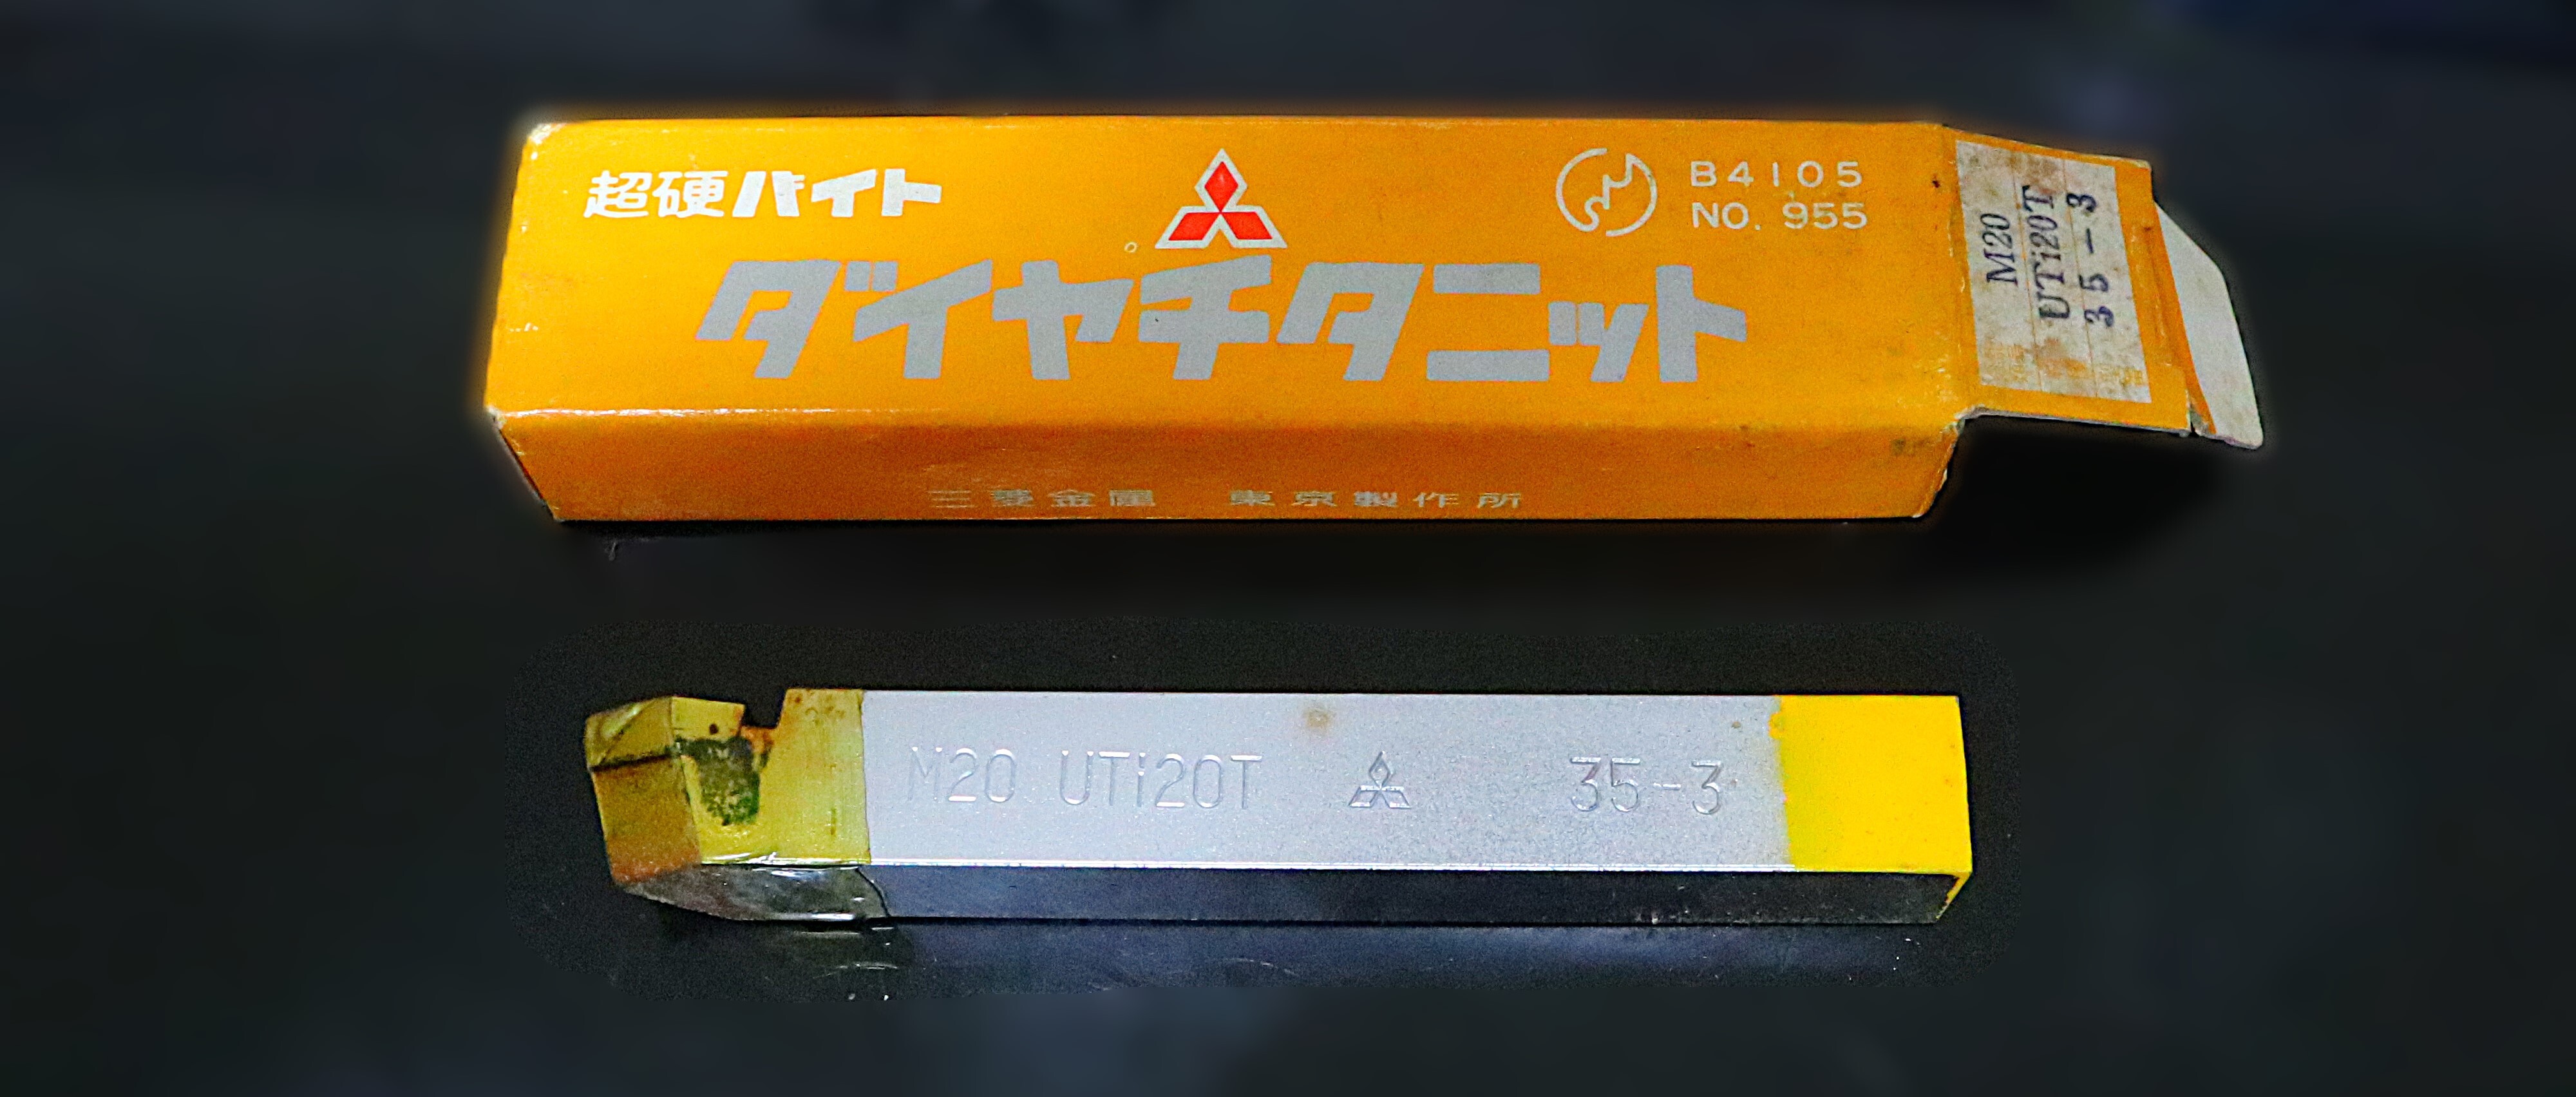 超硬バイト
B4105
NO. 955
ダイヤチタニット
三菱金属 東京製作所
M20
UTi20T
35-3
M20 UTi20T 35-3